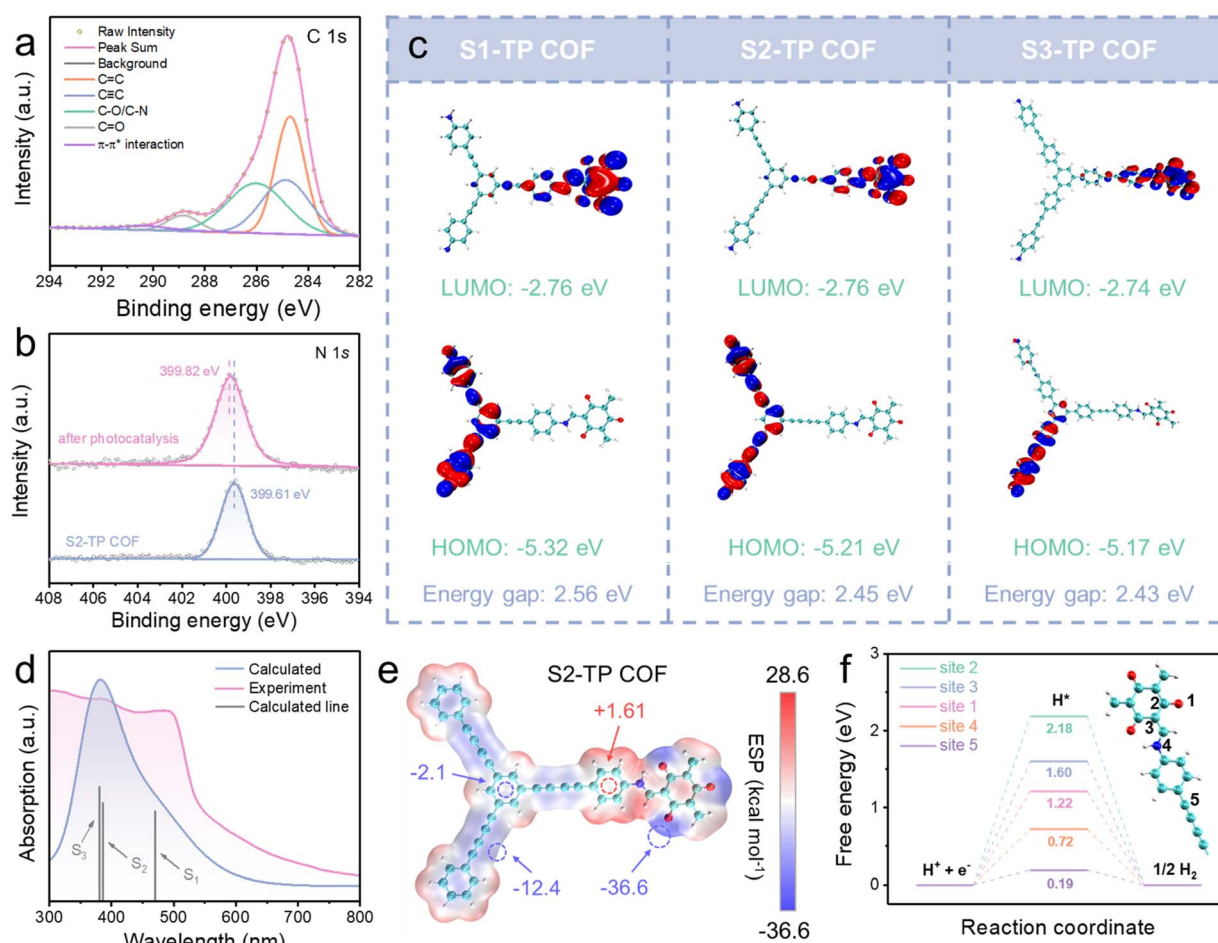 a
C 1s
Raw Intensity
Peak Sum
Background
C=C
C≡C
C-O/C-N
C=O
π-π* interaction
Intensity (a.u.)
294 292 290 288 286 284 282
Binding energy (eV)
b
N 1s
399.82 eV
after photocatalysis
399.61 eV
S2-TP COF
Intensity (a.u.)
408 406 404 402 400 398 396 394
Binding energy (eV)
c
S1-TP COF S2-TP COF S3-TP COF
LUMO: -2.76 eV LUMO: -2.76 eV LUMO: -2.74 eV
HOMO: -5.32 eV HOMO: -5.21 eV HOMO: -5.17 eV
Energy gap: 2.56 eV Energy gap: 2.45 eV Energy gap: 2.43 eV
d
Calculated
Experiment
Calculated line
S3
S2
S1
Absorption (a.u.)
300 400 500 600 700 800
Wavelength (nm)
e
S2-TP COF
+1.61
-2.1
-12.4
-36.6
28.6
ESP (kcal mol-1)
-36.6
f
site 2
site 3
site 1
site 4
site 5
H*
2.18
1.60
1.22
0.72
0.19
H+ + e-
1/2 H2
1
2
3
4
5
3
2
1
0
Free energy (eV)
Reaction coordinate